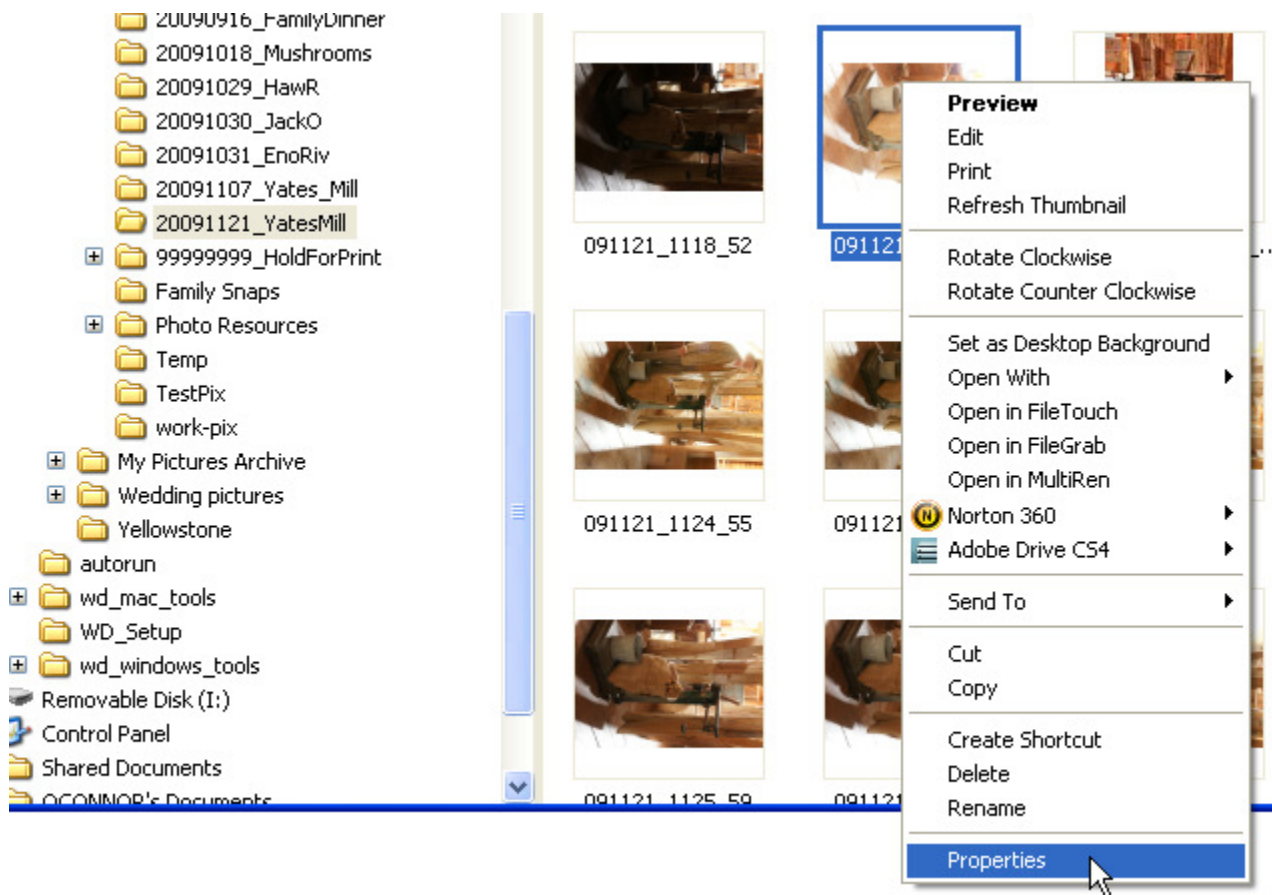 20090916_FamilyDinner
20091018_Mushrooms
20091029_HawR
20091030_JackO
20091031_EnoRiv
20091107_Yates_Mill
20091121_YatesMill
99999999_HoldForPrint
Family Snaps
Photo Resources
Temp
TestPix
work-pix
My Pictures Archive
Wedding pictures
Yellowstone
autorun
wd_mac_tools
WD_Setup
wd_windows_tools
Removable Disk (I:)
Control Panel
Shared Documents
OCONNOR's Documents
091121_1118_52
091121
091121_1124_55
091121
091121_1125_59
091121
Preview
Edit
Print
Refresh Thumbnail
Rotate Clockwise
Rotate Counter Clockwise
Set as Desktop Background
Open With
Open in FileTouch
Open in FileGrab
Open in MultiRen
Norton 360
Adobe Drive CS4
Send To
Cut
Copy
Create Shortcut
Delete
Rename
Properties